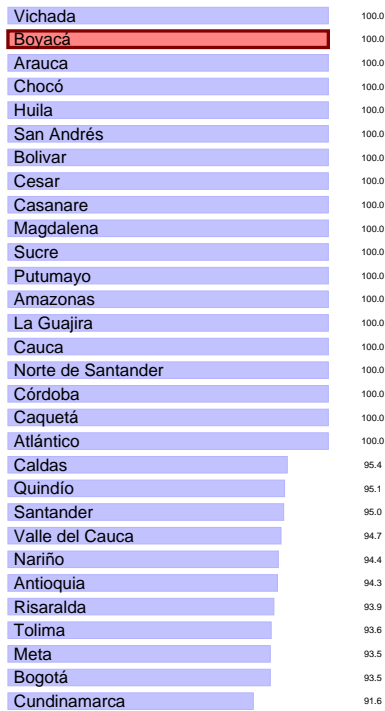 Vichada 100.0
Boyacá 100.0
Arauca 100.0
Chocó 100.0
Huila 100.0
San Andrés 100.0
Bolivar 100.0
Cesar 100.0
Casanare 100.0
Magdalena 100.0
Sucre 100.0
Putumayo 100.0
Amazonas 100.0
La Guajira 100.0
Cauca 100.0
Norte de Santander 100.0
Córdoba 100.0
Caquetá 100.0
Atlántico 100.0
Caldas 95.4
Quindío 95.1
Santander 95.0
Valle del Cauca 94.7
Nariño 94.4
Antioquia 94.3
Risaralda 93.9
Tolima 93.6
Meta 93.5
Bogotá 93.5
Cundinamarca 91.6